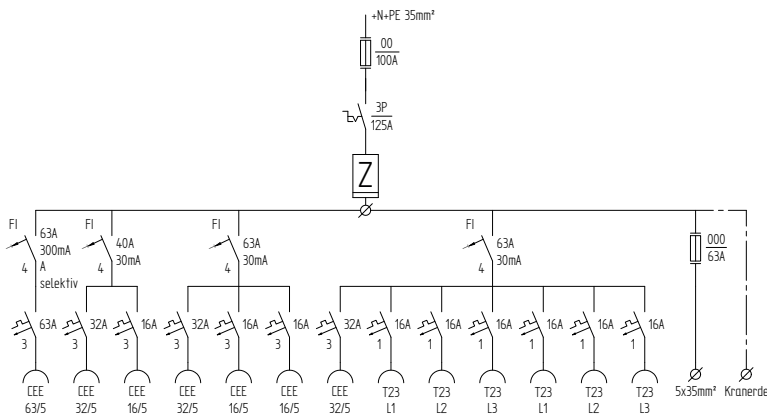 +N+PE 35mm²
00
100A
3P
125A
Z
FI
63A
300mA
4
A
selektiv
FI
40A
30mA
4
FI
63A
30mA
4
FI
63A
30mA
4
000
63A
63A
3
32A
3
16A
3
32A
3
16A
3
16A
3
32A
3
16A
1
16A
1
16A
1
16A
1
16A
1
16A
1
CEE
63/5
CEE
32/5
CEE
16/5
CEE
32/5
CEE
16/5
CEE
16/5
CEE
32/5
T23
L1
T23
L2
T23
L3
T23
L1
T23
L2
T23
L3
5x35mm²
Kranerde